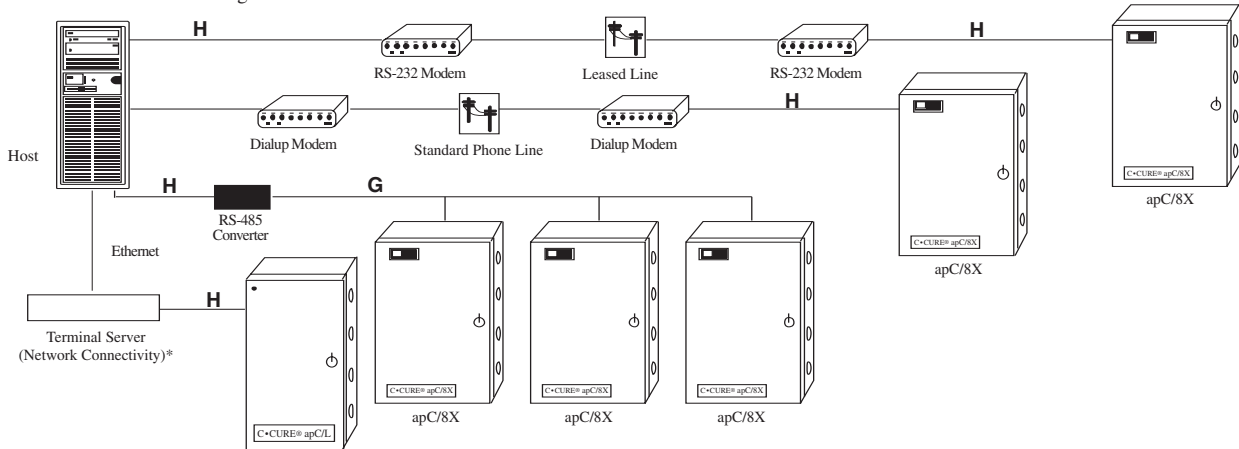 H
H
RS-232 Modem
Leased Line
RS-232 Modem
C•CURE® apC/8X
apC/8X
H
Dialup Modem
Standard Phone Line
Dialup Modem
C•CURE® apC/8X
apC/8X
Host
H
G
RS-485
Converter
Ethernet
H
Terminal Server
(Network Connectivity)*
C•CURE® apC/L
C•CURE® apC/8X
apC/8X
C•CURE® apC/8X
apC/8X
C•CURE® apC/8X
apC/8X